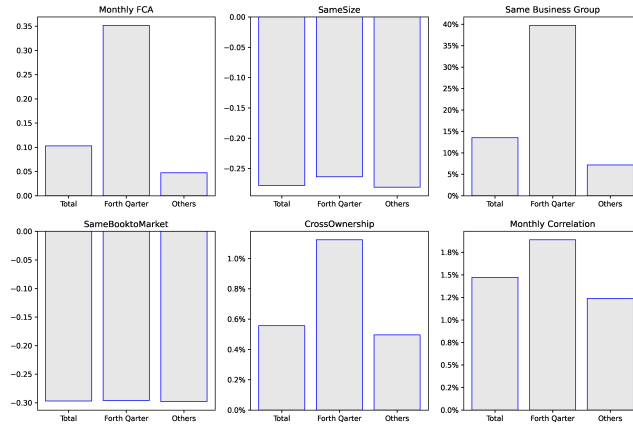 Monthly FCA
0.35
0.30
0.25
0.20
0.15
0.10
0.05
0.00
Total
Forth Qarter
Others
SameSize
0.00
−0.05
−0.10
−0.15
−0.20
−0.25
Total
Forth Qarter
Others
Same Business Group
40%
35%
30%
25%
20%
15%
10%
5%
0%
Total
Forth Qarter
Others
SameBooktoMarket
0.00
−0.05
−0.10
−0.15
−0.20
−0.25
−0.30
Total
Forth Qarter
Others
CrossOwnership
1.0%
0.8%
0.6%
0.4%
0.2%
0.0%
Total
Forth Qarter
Others
Monthly Correlation
1.8%
1.5%
1.2%
1.0%
0.8%
0.5%
0.2%
0.0%
Total
Forth Qarter
Others